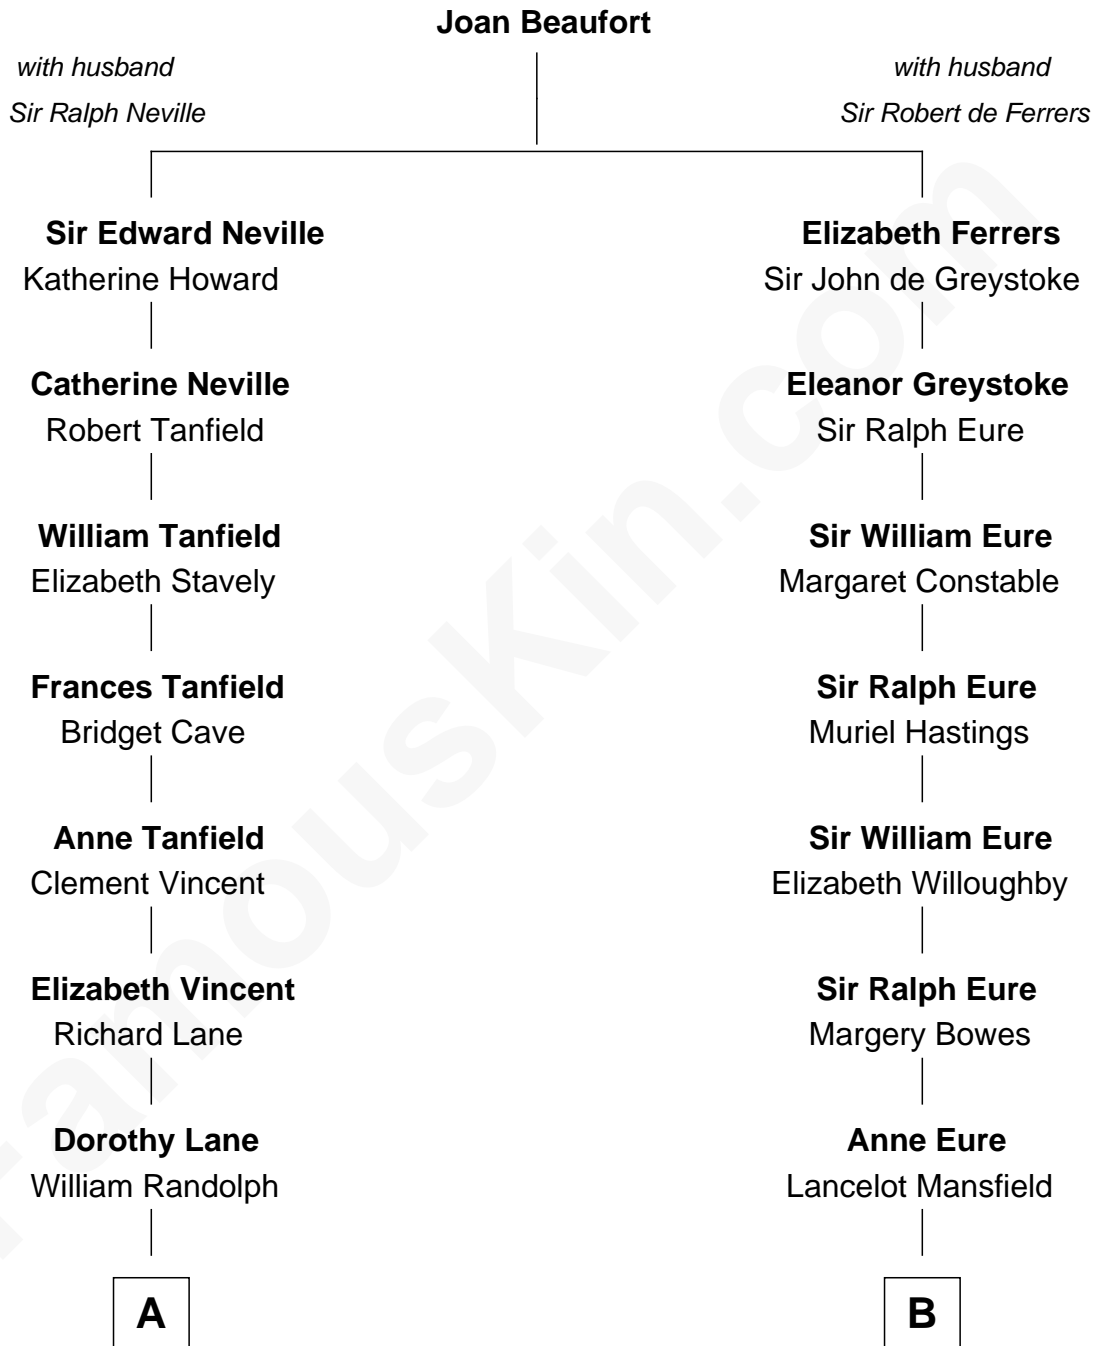 Joan Beaufort
with husband
Sir Ralph Neville
with husband
Sir Robert de Ferrers
Sir Edward Neville
Katherine Howard
Elizabeth Ferrers
Sir John de Greystoke
Catherine Neville
Robert Tanfield
Eleanor Greystoke
Sir Ralph Eure
William Tanfield
Elizabeth Stavely
Sir William Eure
Margaret Constable
Frances Tanfield
Bridget Cave
Sir Ralph Eure
Muriel Hastings
Anne Tanfield
Clement Vincent
Sir William Eure
Elizabeth Willoughby
Elizabeth Vincent
Richard Lane
Sir Ralph Eure
Margery Bowes
Dorothy Lane
William Randolph
Anne Eure
Lancelot Mansfield
A
B
FamousKin.com